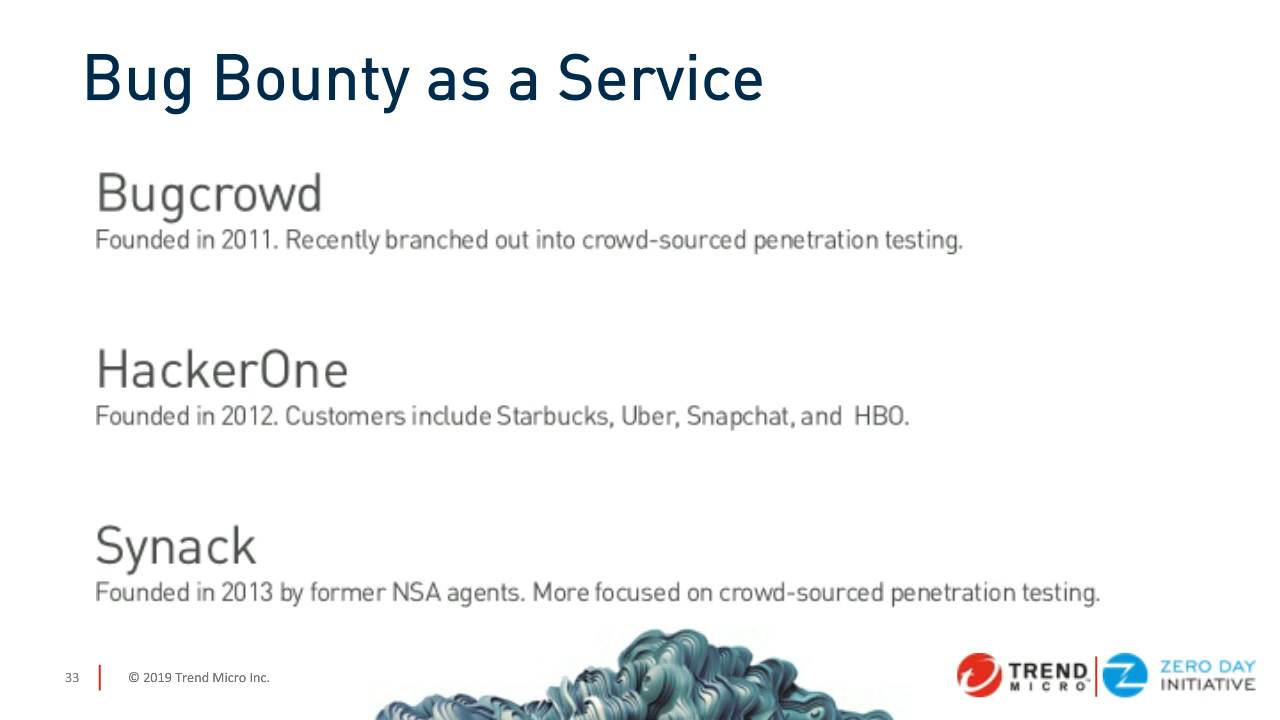 Bug Bounty as a Service
Bugcrowd
Founded in 2011. Recently branched out into crowd-sourced penetration testing.
HackerOne
Founded in 2012. Customers include Starbucks, Uber, Snapchat, and HBO.
Synack
Founded in 2013 by former NSA agents. More focused on crowd-sourced penetration testing.
33
© 2019 Trend Micro Inc.
TREND
MICRO™
ZERO DAY
INITIATIVE